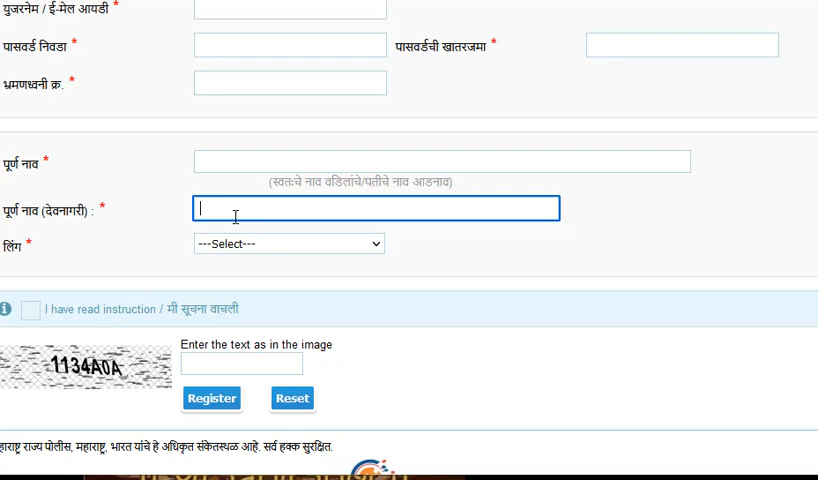 युजरनेम / ई-मेल आयडी *
पासवर्ड निवडा * पासवर्डची खातरजमा *
भ्रमणध्वनी क्र. *
पूर्ण नाव *
(स्वतःचे नाव वडिलांचे/पतीचे नाव आडनाव)
पूर्ण नाव (देवनागरी) : *
लिंग * ---Select---
I have read instruction / मी सूचना वाचली
Enter the text as in the image
1134A0A
Register Reset
हाराष्ट्र राज्य पोलीस, महाराष्ट्र, भारत यांचे हे अधिकृत संकेतस्थळ आहे. सर्व हक्क सुरक्षित.